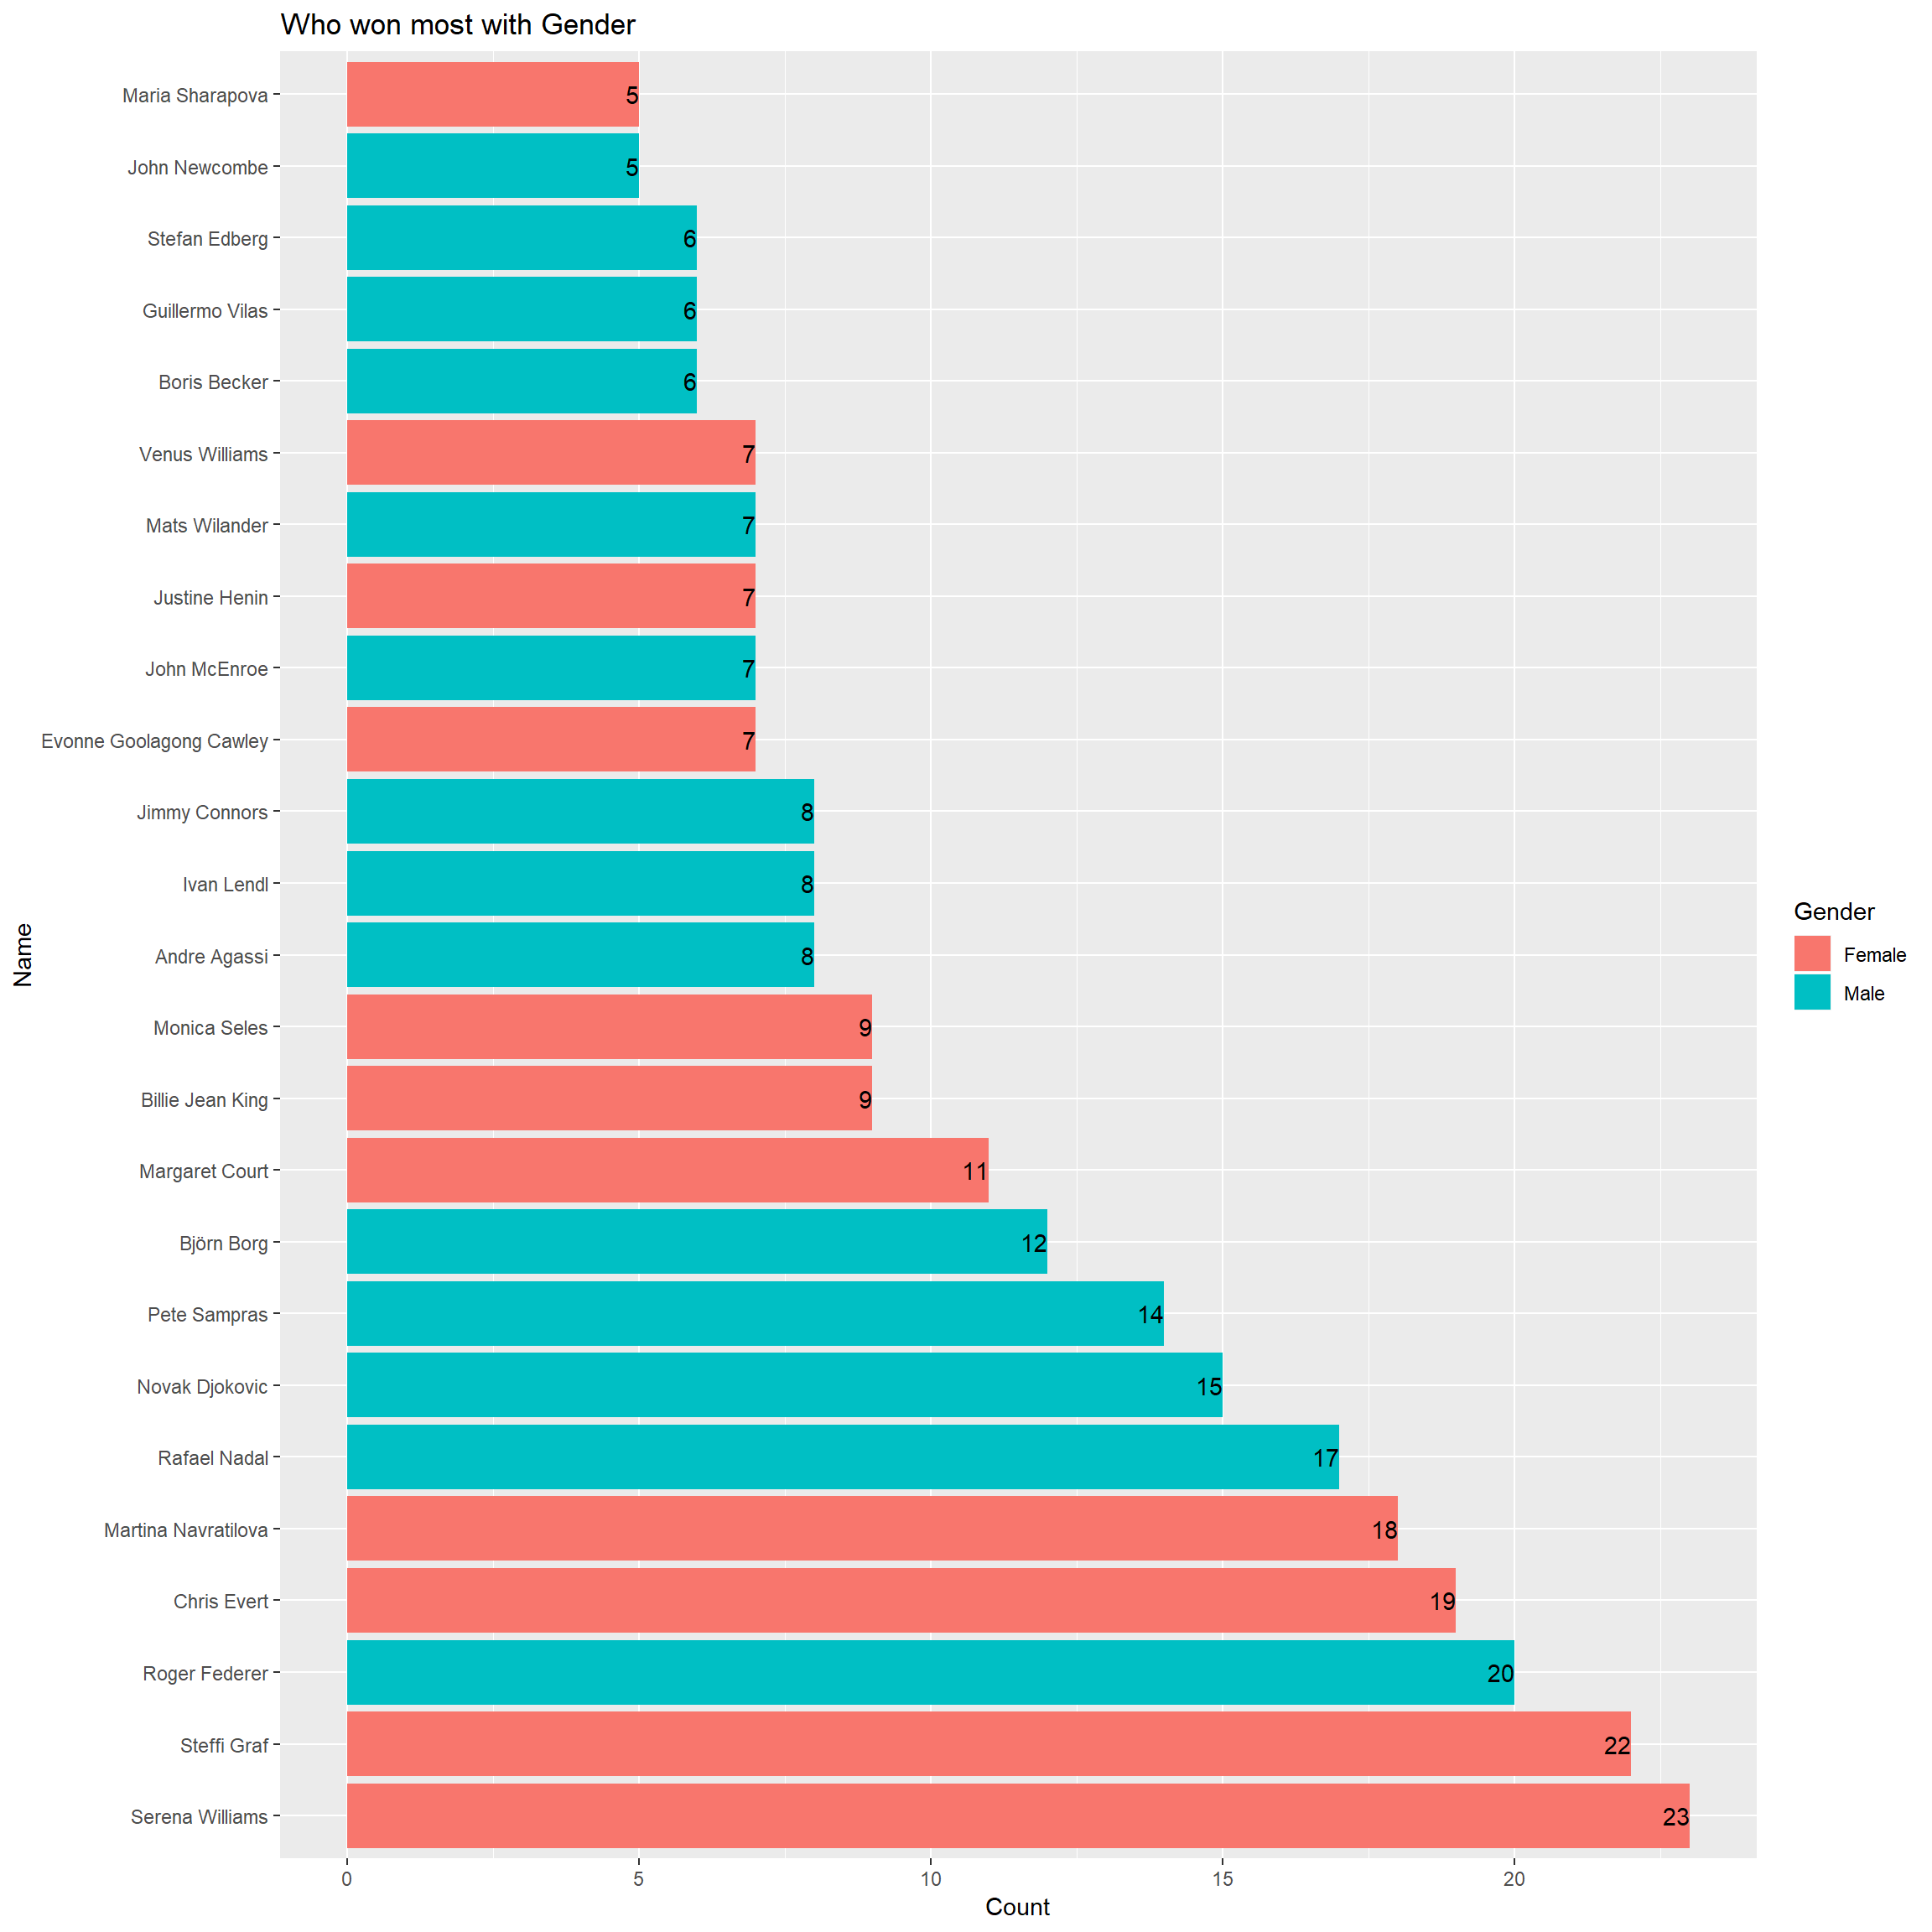 Who won most with Gender
Maria Sharapova 5
John Newcombe 5
Stefan Edberg 6
Guillermo Vilas 6
Boris Becker 6
Venus Williams 7
Mats Wilander 7
Justine Henin 7
John McEnroe 7
Evonne Goolagong Cawley 7
Jimmy Connors 8
Ivan Lendl 8
Andre Agassi 8
Monica Seles 9
Billie Jean King 9
Margaret Court 11
Björn Borg 12
Pete Sampras 14
Novak Djokovic 15
Rafael Nadal 17
Martina Navratilova 18
Chris Evert 19
Roger Federer 20
Steffi Graf 22
Serena Williams 23
0 5 10 15 20
Count
Name
Gender
Female
Male